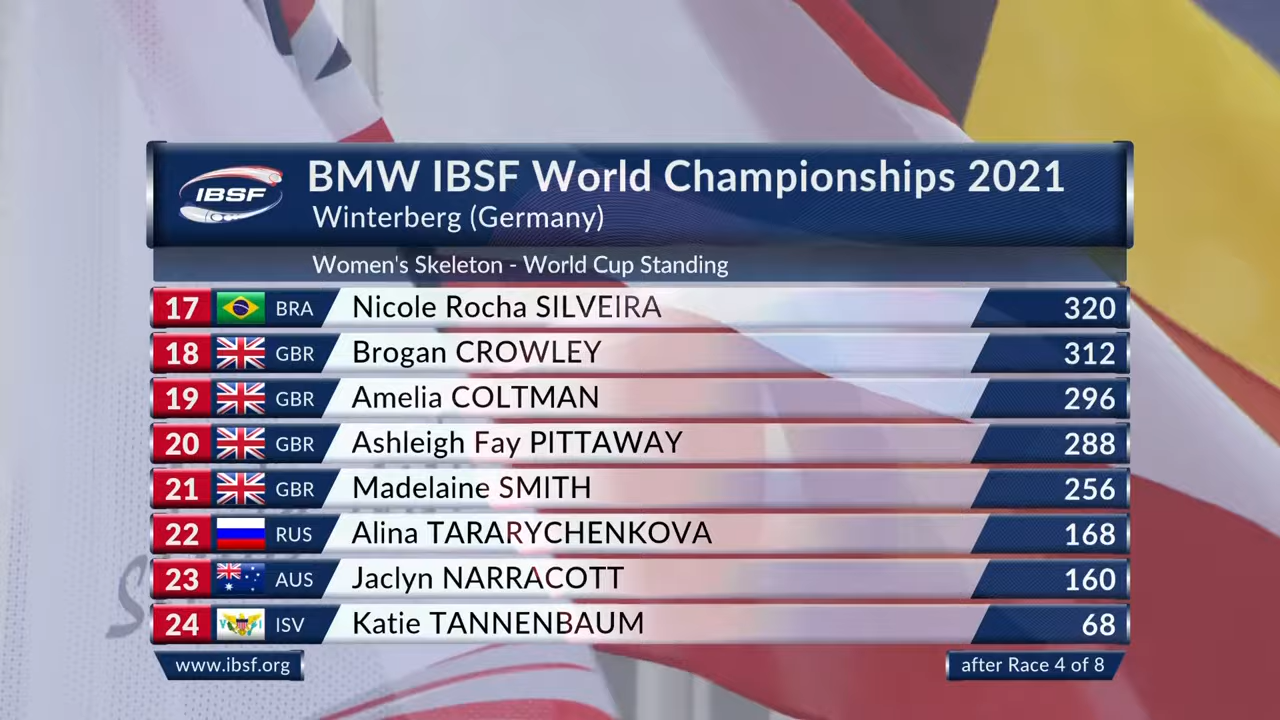 IBSF
BMW IBSF World Championships 2021
Winterberg (Germany)
Women's Skeleton - World Cup Standing
17 BRA Nicole Rocha SILVEIRA 320
18 GBR Brogan CROWLEY 312
19 GBR Amelia COLTMAN 296
20 GBR Ashleigh Fay PITTAWAY 288
21 GBR Madelaine SMITH 256
22 RUS Alina TARARYCHENKOVA 168
23 AUS Jaclyn NARRACOTT 160
24 ISV Katie TANNENBAUM 68
www.ibsf.org after Race 4 of 8